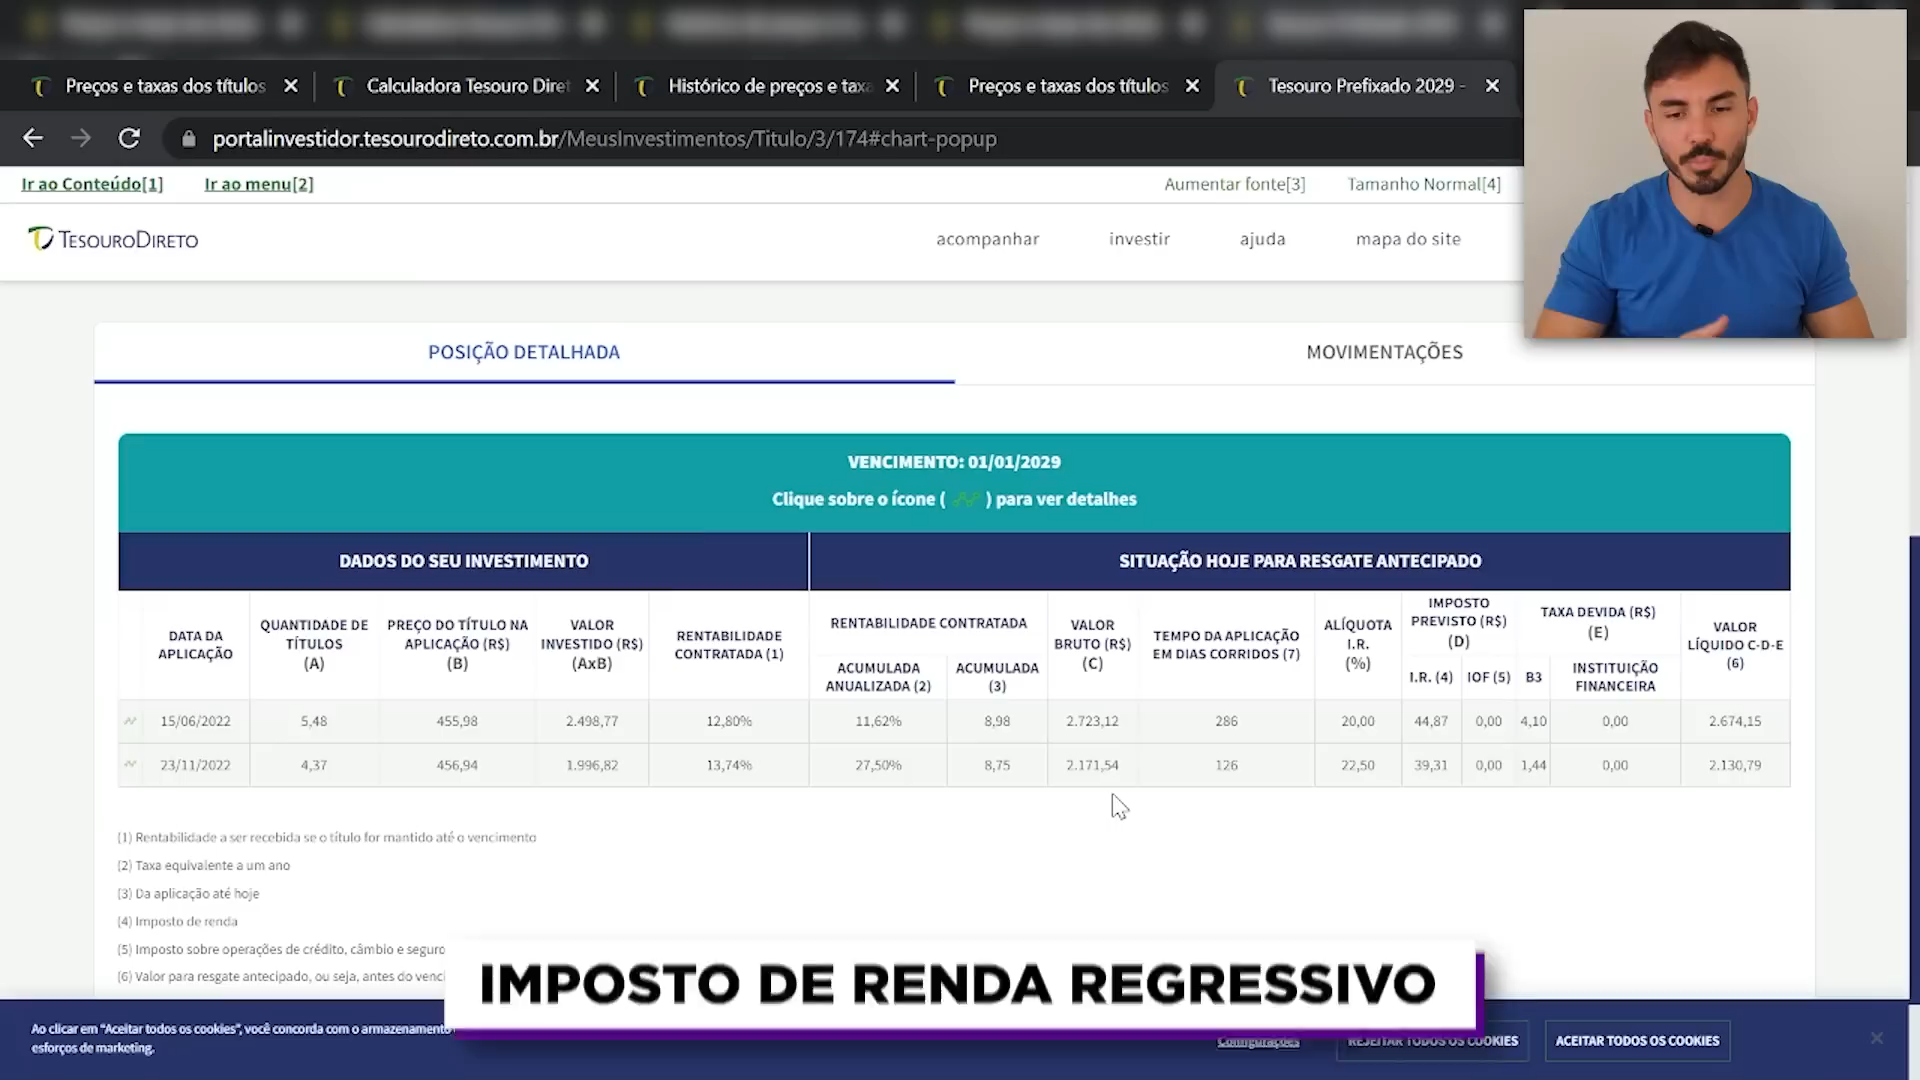 Preços e taxas dos títulos
Calculadora Tesouro Diret
Histórico de preços e taxa
Preços e taxas dos títulos
Tesouro Prefixado 2029 -
portalinvestidor.tesourodireto.com.br/MeusInvestimentos/Titulo/3/174#chart-popup
Ir ao Conteúdo[1]
Ir ao menu[2]
Aumentar fonte[3]
Tamanho Normal[4]
TESOURODIRETO
acompanhar
investir
ajuda
mapa do site
POSIÇÃO DETALHADA
MOVIMENTAÇÕES
VENCIMENTO: 01/01/2029
Clique sobre o ícone ( ) para ver detalhes
DADOS DO SEU INVESTIMENTO
SITUAÇÃO HOJE PARA RESGATE ANTECIPADO
DATA DA
APLICAÇÃO
QUANTIDADE DE
TÍTULOS
(A)
PREÇO DO TÍTULO NA
APLICAÇÃO (R$)
(B)
VALOR
INVESTIDO (R$)
(AxB)
RENTABILIDADE
CONTRATADA (1)
RENTABILIDADE CONTRATADA
ACUMULADA
ANUALIZADA (2)
ACUMULADA
(3)
VALOR
BRUTO (R$)
(C)
TEMPO DA APLICAÇÃO
EM DIAS CORRIDOS (7)
ALÍQUOTA
I.R.
(%)
IMPOSTO
PREVISTO (R$)
(D)
I.R. (4)
IOF (5)
TAXA DEVIDA (R$)
(E)
B3
INSTITUIÇÃO
FINANCEIRA
VALOR
LÍQUIDO C-D-E
(6)
15/06/2022 5,48 455,98 2.498,77 12,80% 11,62% 8,98 2.723,12 286 20,00 44,87 0,00 4,10 0,00 2.674,15
23/11/2022 4,37 456,94 1.996,82 13,74% 27,50% 8,75 2.171,54 126 22,50 39,31 0,00 1,44 0,00 2.130,79
(1) Rentabilidade a ser recebida se o título for mantido até o vencimento
(2) Taxa equivalente a um ano
(3) Da aplicação até hoje
(4) Imposto de renda
(5) Imposto sobre operações de crédito, câmbio e seguro
(6) Valor para resgate antecipado, ou seja, antes do venci
IMPOSTO DE RENDA REGRESSIVO
Ao clicar em "Aceitar todos os cookies", você concorda com o armazenamento
esforços de marketing.
Configurações
REJEITAR TODOS OS COOKIES
ACEITAR TODOS OS COOKIES